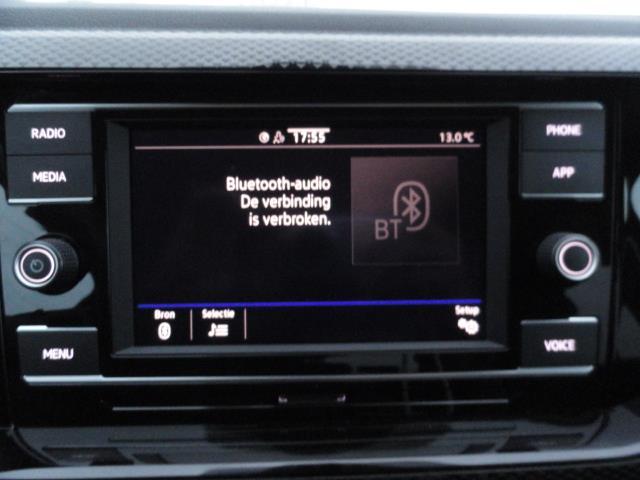 RADIO
MEDIA
MENU
17:55
13.0 °C
Bluetooth-audio
De verbinding
is verbroken.
BT
Bron
Selectie
Setup
PHONE
APP
VOICE